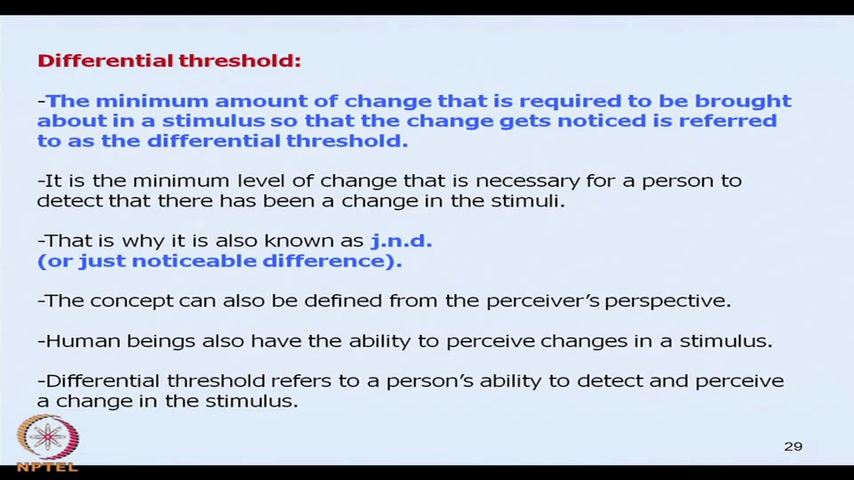 Differential threshold:
-The minimum amount of change that is required to be brought
about in a stimulus so that the change gets noticed is referred
to as the differential threshold.
-It is the minimum level of change that is necessary for a person to
detect that there has been a change in the stimuli.
-That is why it is also known as j.n.d.
(or just noticeable difference).
-The concept can also be defined from the perceiver's perspective.
-Human beings also have the ability to perceive changes in a stimulus.
-Differential threshold refers to a person's ability to detect and perceive
a change in the stimulus.
NPTEL
29